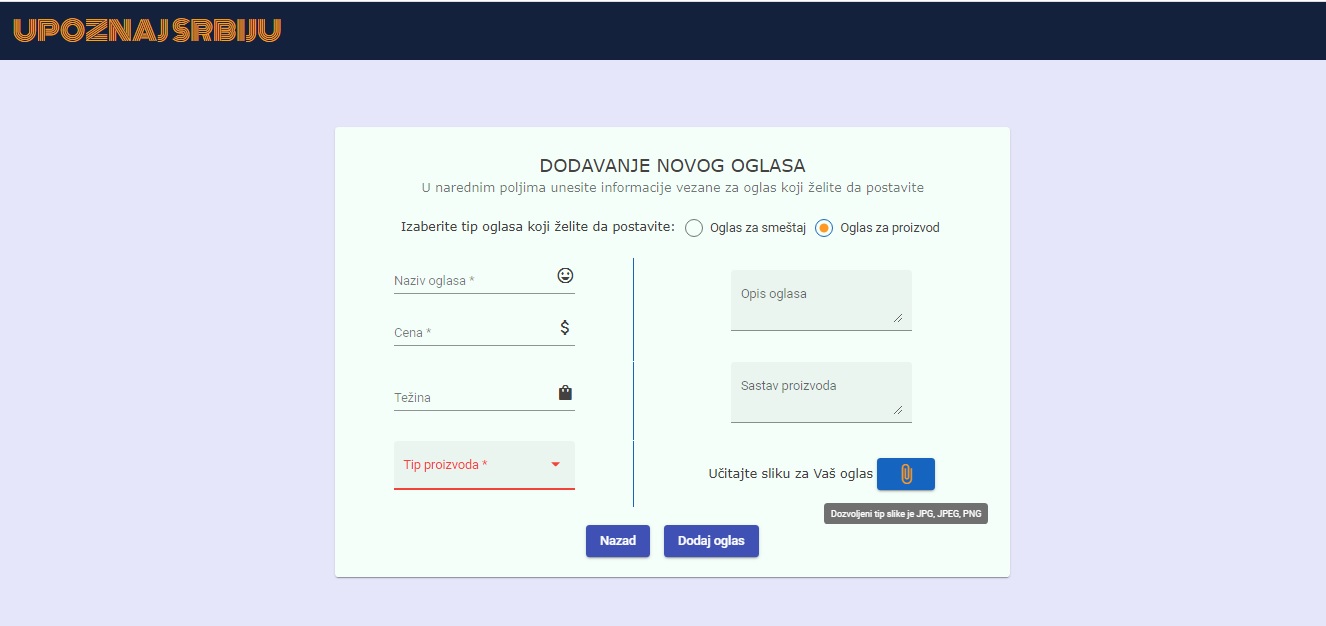 UPOZNAJ SRBIJU
DODAVANJE NOVOG OGLASA
U narednim poljima unesite informacije vezane za oglas koji želite da postavite
Izaberite tip oglasa koji želite da postavite: Oglas za smeštaj Oglas za proizvod
Naziv oglasa *
Cena *
Težina
Tip proizvoda *
Opis oglasa
Sastav proizvoda
Učitajte sliku za Vaš oglas
Dozvoljeni tip slike je JPG, JPEG, PNG
Nazad Dodaj oglas